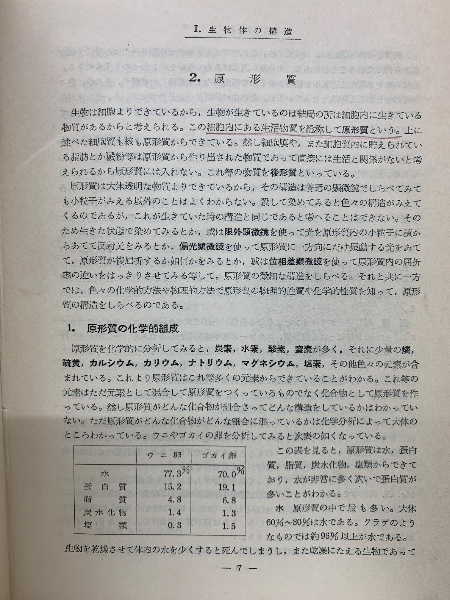 I. 生物体の構造
2. 原形質
生物は細胞よりできているから，生物が生きているのは結局の所は細胞内に生きている
物質があるからと考えられる。この細胞内にある生活物質を総称して原形質という。上に
述べた細胞質も核も原形質からできている。然し細胞膜や，また細胞質内に貯えられてい
る脂肪とか澱粉等は原形質から作り出された物質であって直接には生活と関係がないと考
えられるから原形質には入れない。これ等の物質を後形質といっている。
原形質は大体透明な物質よりできているから，その構造は普通の顕微鏡でしらべてみて
も小粒子がみえる以外のことはよくわからない。殺して染めてみると色々の構造がみえて
くるのであるが，これが生きていた時の構造と同じであると考へることはできない。その
ため生きた状態で染めてみるとか，或は限外顕微鏡を使って光を原形質内の小粒子に横か
らあてて反射光をみるとか，偏光顕微鏡を使って原形質に一方向にだけ振動する光をあて
て，原形質が複屈折するか如何かをみるとか，或は位相差顕微鏡を使って原形質内の屈折
率の違いをはっきりさせてみる等して，原形質の微細な構造をしらべる。それと共に一方
では，色々の化学的方法や物理的方法で原形質の物理的性質や化学的性質を知って，原形
質の構造をしらべるのである。
1. 原形質の化学的組成
原形質を化学的に分析してみると，炭素，水素，酸素，窒素が多く，それに少量の燐，
硫黄，カルシウム，カリウム，ナトリウム，マグネシウム，塩素，その他色々の元素が含
まれている。これより原形質はこれ等多くの元素からできていることがわかる。これ等の
元素はただ元素として混合して原形質をつくっているものでなく化合物として原形質を作
っている。然し原形質がどんな化合物が組合さってどんな構造をしているかはわかってい
ない。ただ原形質がどんな化合物がどんな割合に混っているかは化学分析によって大体の
ところわかっている。ウニやゴカイの卵を分析してみると次表の如くなっている。
ウニ卵 ゴカイ卵
水 77.3% 70.0%
蛋白質 15.2 19.1
脂質 4.8 6.8
炭水化物 1.4 1.3
塩類 0.3 1.5
この表を見ると，原形質は水，蛋白
質，脂質，炭水化物，塩類からできて
おり，水が非常に多く次いで蛋白質が
多いことがわかる。
水 原形質の中で最も多い。大体
60%～80%は水である。クラゲのよう
なものでは約96%以上が水である。
生物を乾燥させて体内の水を少くすると死んでしまうし，また乾燥にたえる生物であって
— 7 —